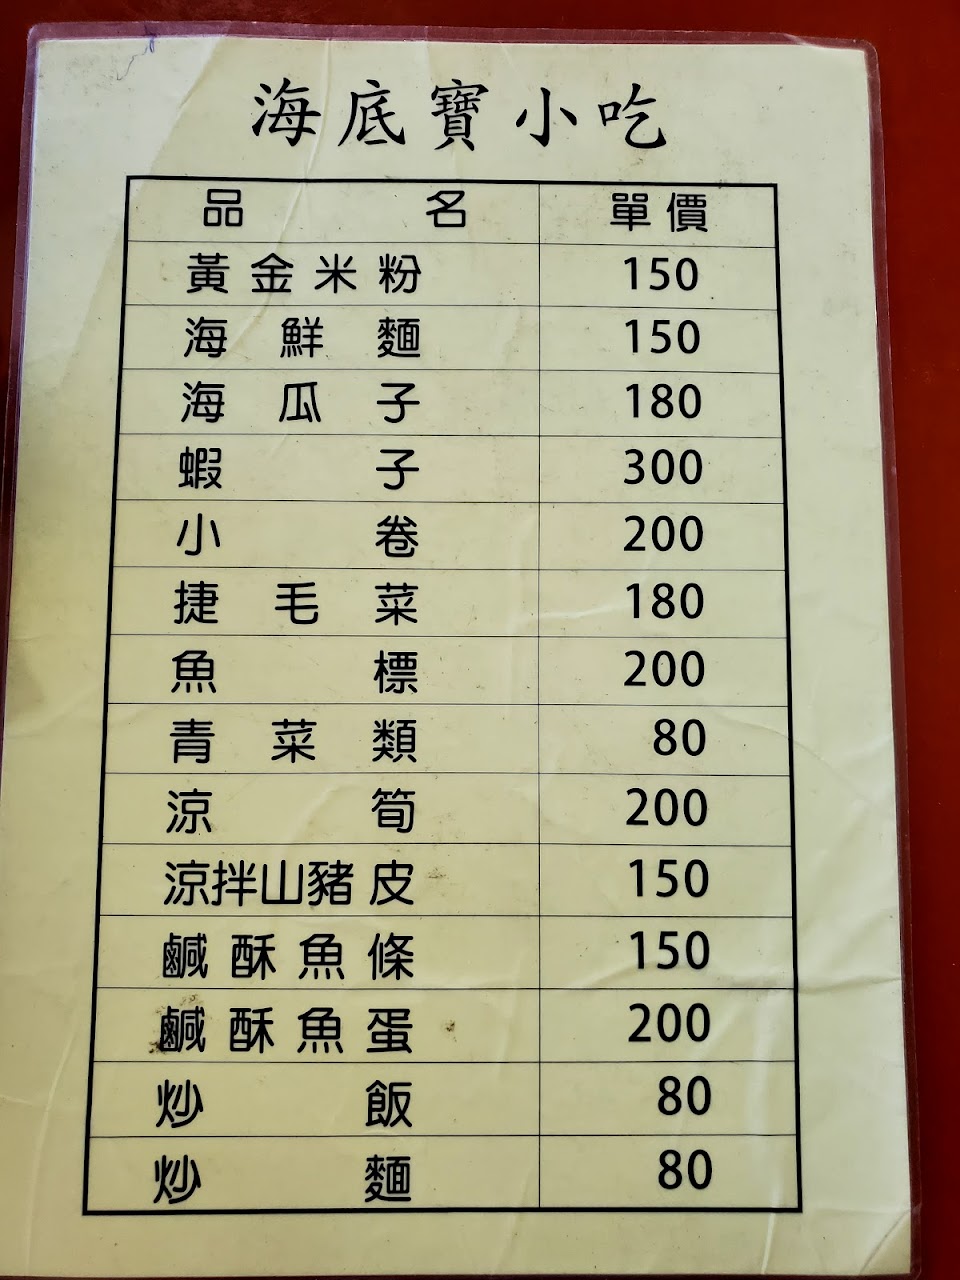 海底寶小吃
品名 單價
黃金米粉 150
海鮮麵 150
海瓜子 180
蝦子 300
小卷 200
捷毛菜 180
魚標 200
青菜類 80
涼筍 200
涼拌山豬皮 150
鹹酥魚條 150
鹹酥魚蛋 200
炒飯 80
炒麵 80